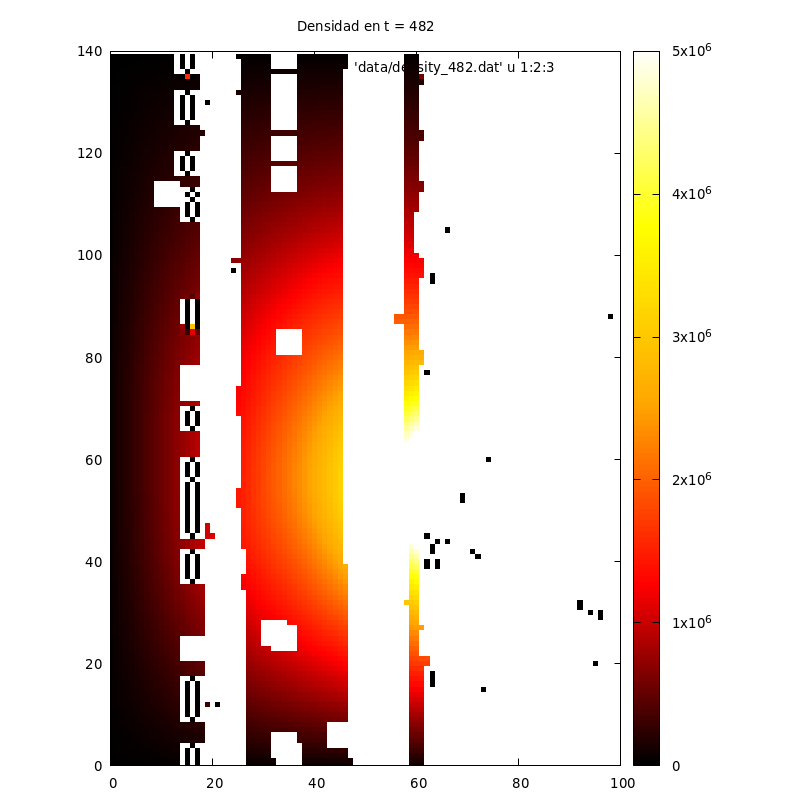 Densidad en t = 482
'data/density_482.dat' u 1:2:3
140
120
100
80
60
40
20
0
0 20 40 60 80 100
5x10⁶
4x10⁶
3x10⁶
2x10⁶
1x10⁶
0